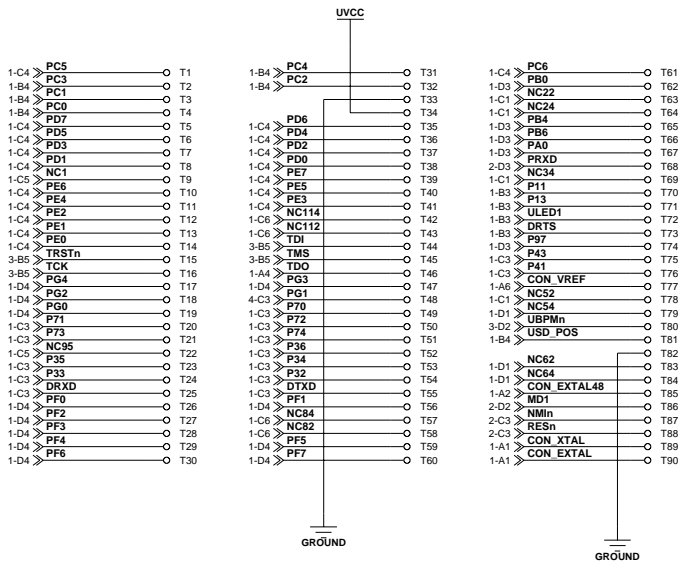 UVCC
1-C4 PC5 T1
1-B4 PC3 T2
1-B4 PC1 T3
1-B4 PC0 T4
1-C4 PD7 T5
1-C4 PD5 T6
1-C4 PD3 T7
1-C4 PD1 T8
1-C5 NC1 T9
1-C4 PE6 T10
1-C4 PE4 T11
1-C4 PE2 T12
1-C4 PE1 T13
1-C4 PE0 T14
3-B5 TRSTn T15
3-B5 TCK T16
1-D4 PG4 T17
1-D4 PG2 T18
1-D4 PG0 T19
1-C3 P71 T20
1-C3 P73 T21
1-C5 NC95 T22
1-C3 P35 T23
1-C3 P33 T24
1-C3 DRXD T25
1-D4 PF0 T26
1-D4 PF2 T27
1-D4 PF3 T28
1-D4 PF4 T29
1-D4 PF6 T30
1-B4 PC4 T31
1-B4 PC2 T32
T33
T34
1-C4 PD6 T35
1-C4 PD4 T36
1-C4 PD2 T37
1-C4 PD0 T38
1-C4 PE7 T39
1-C4 PE5 T40
1-C4 PE3 T41
1-C6 NC114 T42
1-C6 NC112 T43
3-B5 TDI T44
3-B5 TMS T45
1-A4 TDO T46
1-D4 PG3 T47
4-C3 PG1 T48
1-C3 P70 T49
1-C3 P72 T50
1-C3 P74 T51
1-C3 P36 T52
1-C3 P34 T53
1-C3 P32 T54
1-C3 DTXD T55
1-D4 PF1 T56
1-C6 NC84 T57
1-C6 NC82 T58
1-D4 PF5 T59
1-D4 PF7 T60
GROUND
1-C4 PC6 T61
1-D3 PB0 T62
1-C1 NC22 T63
1-C1 NC24 T64
1-D3 PB4 T65
1-D3 PB6 T66
1-D3 PA0 T67
2-D3 PRXD T68
1-C1 NC34 T69
1-B3 P11 T70
1-B3 P13 T71
1-B3 ULED1 T72
1-B3 DRTS T73
1-D3 P97 T74
1-C3 P43 T75
1-C3 P41 T76
1-A6 CON_VREF T77
1-C1 NC52 T78
1-D1 NC54 T79
3-D2 UBPMn T80
1-B4 USD_POS T81
T82
1-D1 NC62 T83
1-D1 NC64 T84
1-A2 CON_EXTAL48 T85
2-D2 MD1 T86
2-C3 NMIn T87
2-C3 RESn T88
1-A1 CON_XTAL T89
1-A1 CON_EXTAL T90
GROUND